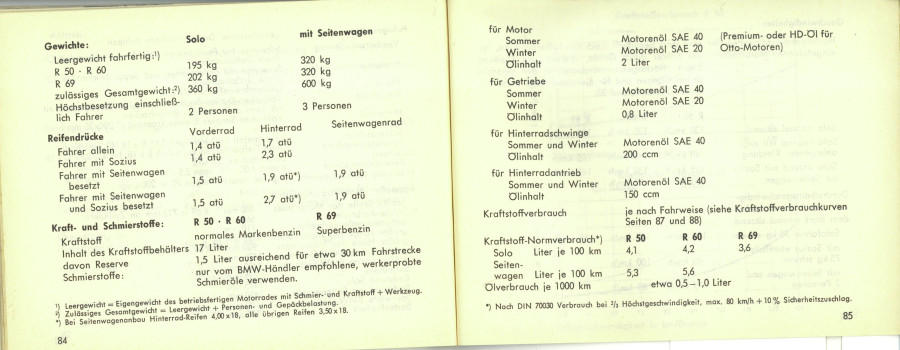 Gewichte: Solo mit Seitenwagen
Leergewicht fahrfertig:¹)
R 50 · R 60 195 kg 320 kg
R 69 202 kg 320 kg
zulässiges Gesamtgewicht:²) 360 kg 600 kg
Höchstbesetzung einschließ-
lich Fahrer 2 Personen 3 Personen
Reifendrücke Vorderrad Hinterrad Seitenwagenrad
Fahrer allein 1,4 atü 1,7 atü
Fahrer mit Sozius 1,4 atü 2,3 atü
Fahrer mit Seitenwagen
besetzt 1,5 atü 1,9 atü*) 1,9 atü
Fahrer mit Seitenwagen
und Sozius besetzt 1,5 atü 2,7 atü*) 1,9 atü
Kraft- und Schmierstoffe: R 50 · R 60 R 69
Kraftstoff normales Markenbenzin Superbenzin
Inhalt des Kraftstoffbehälters 17 Liter
davon Reserve 1,5 Liter ausreichend für etwa 30 km Fahrstrecke
Schmierstoffe: nur vom BMW-Händler empfohlene, werkerprobte
Schmieröle verwenden.
¹) Leergewicht = Eigengewicht des betriebsfertigen Motorrades mit Schmier- und Kraftstoff + Werkzeug.
²) Zulässiges Gesamtgewicht = Leergewicht + Personen- und Gepäckbelastung.
*) Bei Seitenwagenanbau Hinterrad-Reifen 4,00 x 18, alle übrigen Reifen 3,50 x 18.
84
für Motor
Sommer Motorenöl SAE 40 (Premium- oder HD-Öl für
Winter Motorenöl SAE 20 Otto-Motoren)
Ölinhalt 2 Liter
für Getriebe
Sommer Motorenöl SAE 40
Winter Motorenöl SAE 20
Ölinhalt 0,8 Liter
für Hinterradschwinge
Sommer und Winter Motorenöl SAE 40
Ölinhalt 200 ccm
für Hinterradantrieb
Sommer und Winter Motorenöl SAE 40
Ölinhalt 150 ccm
Kraftstoffverbrauch je nach Fahrweise (siehe Kraftstoffverbrauchkurven
Seiten 87 und 88)
Kraftstoff-Normverbrauch*) R 50 R 60 R 69
Solo Liter je 100 km 4,1 4,2 3,6
Seiten-
wagen Liter je 100 km 5,3 5,6
Ölverbrauch je 1000 km etwa 0,5–1,0 Liter
*) Nach DIN 70030 Verbrauch bei ²/₃ Höchstgeschwindigkeit, max. 80 km/h + 10 % Sicherheitszuschlag.
85